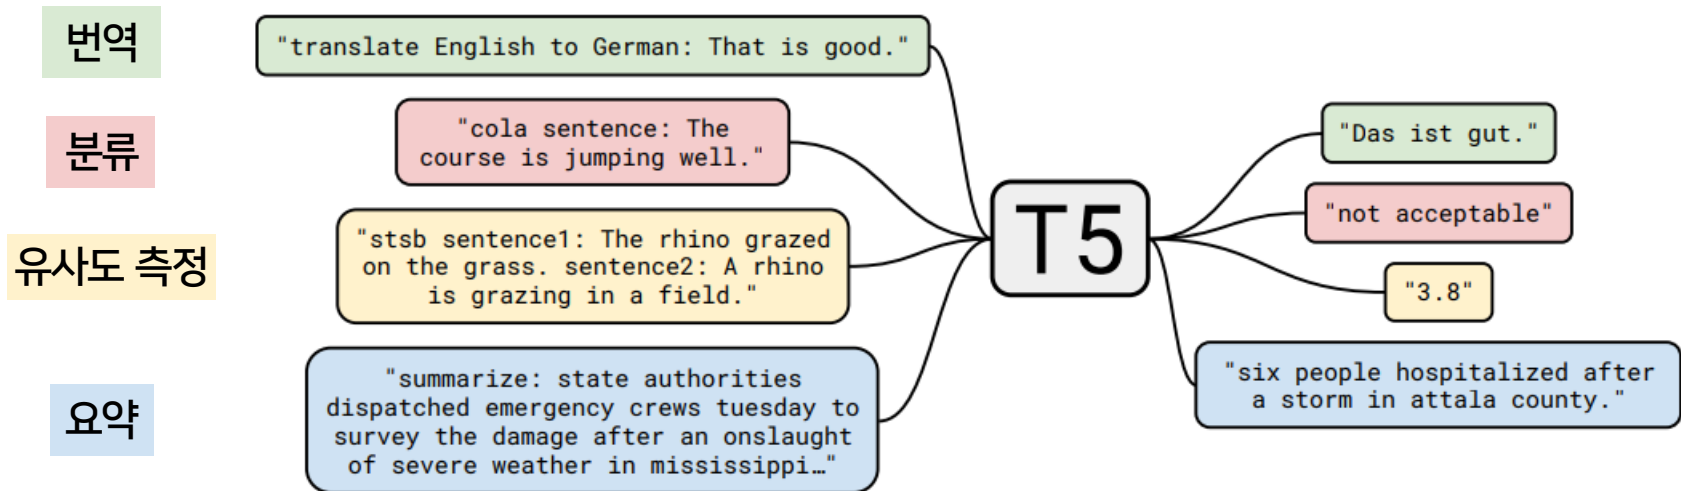 번역
"translate English to German: That is good."
분류
"cola sentence: The
course is jumping well."
유사도 측정
"stsb sentence1: The rhino grazed
on the grass. sentence2: A rhino
is grazing in a field."
요약
"summarize: state authorities
dispatched emergency crews tuesday to
survey the damage after an onslaught
of severe weather in mississippi…"
T5
"Das ist gut."
"not acceptable"
"3.8"
"six people hospitalized after
a storm in attala county."